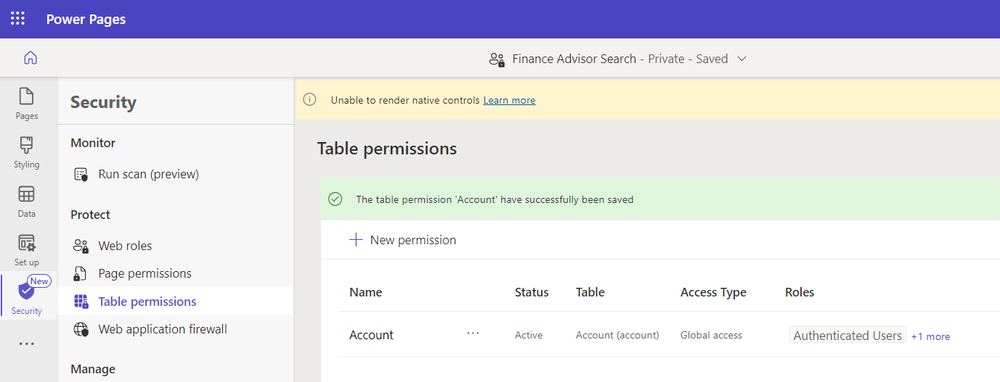 Power Pages
Finance Advisor Search - Private - Saved
Pages
Styling
Data
Set up
New
Security
Security
Monitor
Run scan (preview)
Protect
Web roles
Page permissions
Table permissions
Web application firewall
Manage
Unable to render native controls Learn more
Table permissions
The table permission 'Account' have successfully been saved
New permission
Name Status Table Access Type Roles
Account ... Active Account (account) Global access Authenticated Users +1 more